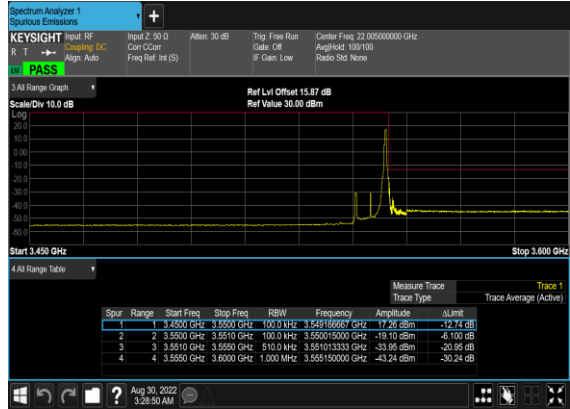 Spectrum Analyzer 1
Spurious Emissions
+
KEYSIGHT Input: RF Input Z: 50 Ω Atten: 30 dB Trig: Free Run Center Freq: 22.005000000 GHz
R T Coupling: DC Corr CCorr Gate: Off Avg|Hold: 100/100
Align: Auto Freq Ref: Int (S) IF Gain: Low Radio Std: None
PASS
3 All Range Graph
Ref Lvl Offset 15.87 dB
Scale/Div 10.0 dB Ref Value 30.00 dBm
Log
20.0
10.0
0.00
-10.0
-20.0
-30.0
-40.0
-50.0
-60.0
Start 3.450 GHz Stop 3.600 GHz
4 All Range Table
Measure Trace Trace 1
Trace Type Trace Average (Active)
Spur Range Start Freq Stop Freq RBW Frequency Amplitude ΔLimit
1 1 3.4500 GHz 3.5500 GHz 100.0 kHz 3.549166667 GHz 17.26 dBm -12.74 dB
2 2 3.5500 GHz 3.5510 GHz 100.0 kHz 3.550015000 GHz -19.10 dBm -6.100 dB
3 3 3.5510 GHz 3.5550 GHz 510.0 kHz 3.551013333 GHz -33.95 dBm -20.95 dB
4 4 3.5550 GHz 3.6000 GHz 1.000 MHz 3.555150000 GHz -43.24 dBm -30.24 dB
? Aug 30, 2022
3:28:50 AM